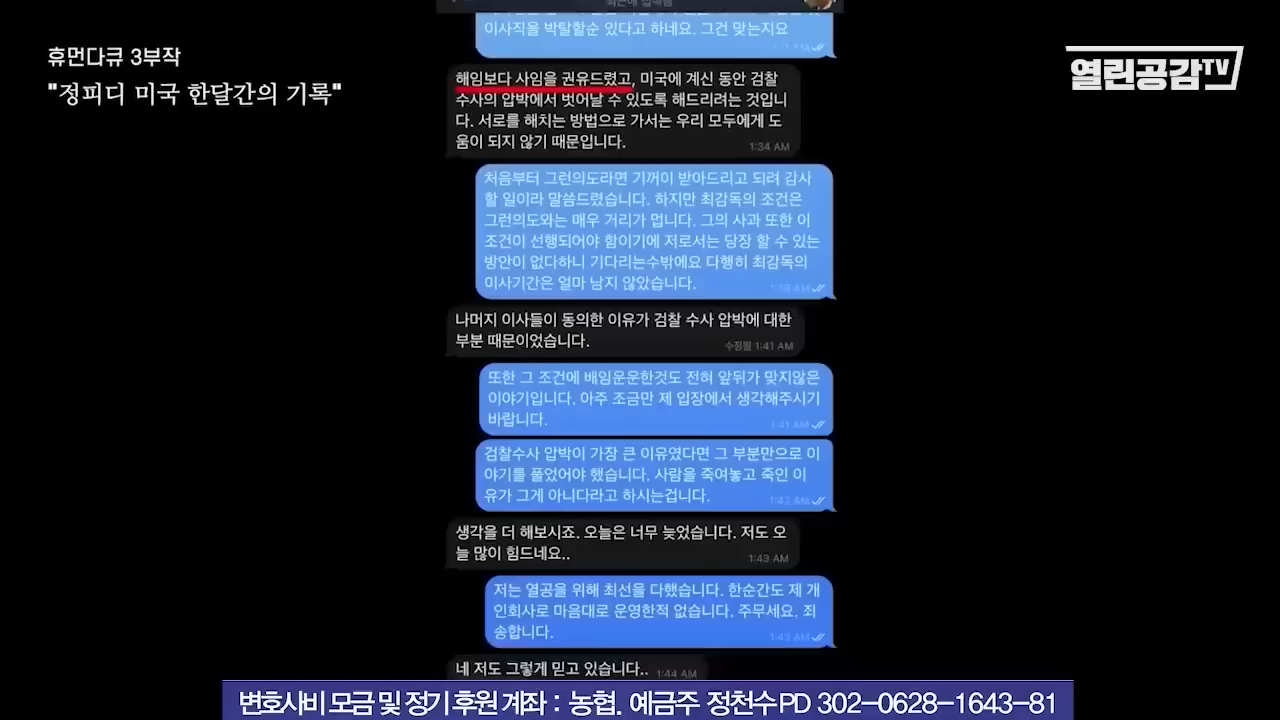 휴먼다큐 3부작
"정피디 미국 한달간의 기록"
열린공감TV
이사직을 박탈할순 있다고 하네요. 그건 맞는지요
해임보다 사임을 권유드렸고, 미국에 계신 동안 검찰
수사의 압박에서 벗어날 수 있도록 해드리려는 것입니
다. 서로를 해치는 방법으로 가서는 우리 모두에게 도
움이 되지 않기 때문입니다.
1:34 AM
처음부터 그런의도라면 기꺼이 받아드리고 되려 감사
할 일이라 말씀드렸습니다. 하지만 최감독의 조건은
그런의도와는 매우 거리가 멉니다. 그의 사과 또한 이
조건이 선행되어야 함이기에 저로서는 당장 할 수 있는
방안이 없다하니 기다리는수밖에요 다행히 최감독의
이사기간은 얼마 남지 않았습니다.
1:39 AM
나머지 이사들이 동의한 이유가 검찰 수사 압박에 대한
부분 때문이었습니다.
수정됨 1:41 AM
또한 그 조건에 배임운운한것도 전혀 앞뒤가 맞지않은
이야기입니다. 아주 조금만 제 입장에서 생각해주시기
바랍니다.
1:41 AM
검찰수사 압박이 가장 큰 이유였다면 그 부분만으로 이
야기를 풀었어야 했습니다. 사람을 죽여놓고 죽인 이
유가 그게 아니다라고 하시는겁니다.
1:42 AM
생각을 더 해보시죠. 오늘은 너무 늦었습니다. 저도 오
늘 많이 힘드네요..
1:43 AM
저는 열공을 위해 최선을 다했습니다. 한순간도 제 개
인회사로 마음대로 운영한적 없습니다. 주무세요. 죄
송합니다.
1:43 AM
네 저도 그렇게 믿고 있습니다..
1:44 AM
변호사비 모금 및 정기 후원 계좌 : 농협. 예금주 정천수PD 302-0628-1643-81